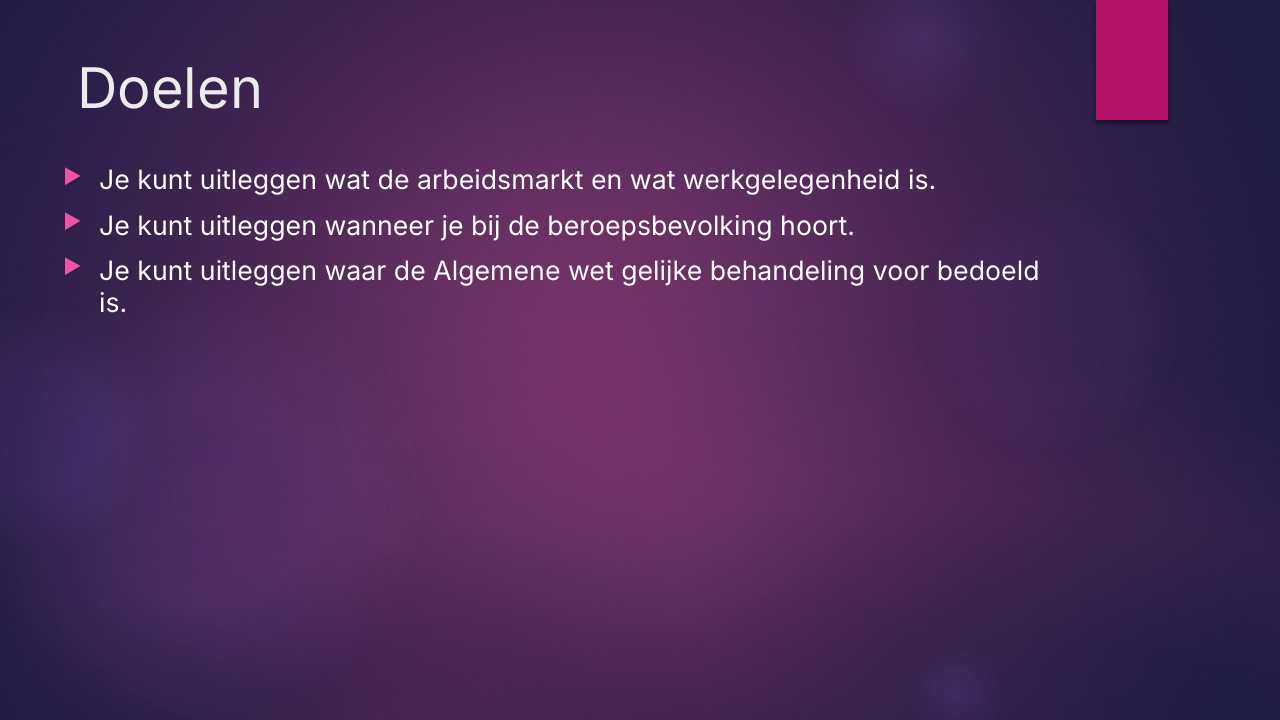 Doelen
Je kunt uitleggen wat de arbeidsmarkt en wat werkgelegenheid is.
Je kunt uitleggen wanneer je bij de beroepsbevolking hoort.
Je kunt uitleggen waar de Algemene wet gelijke behandeling voor bedoeld
is.